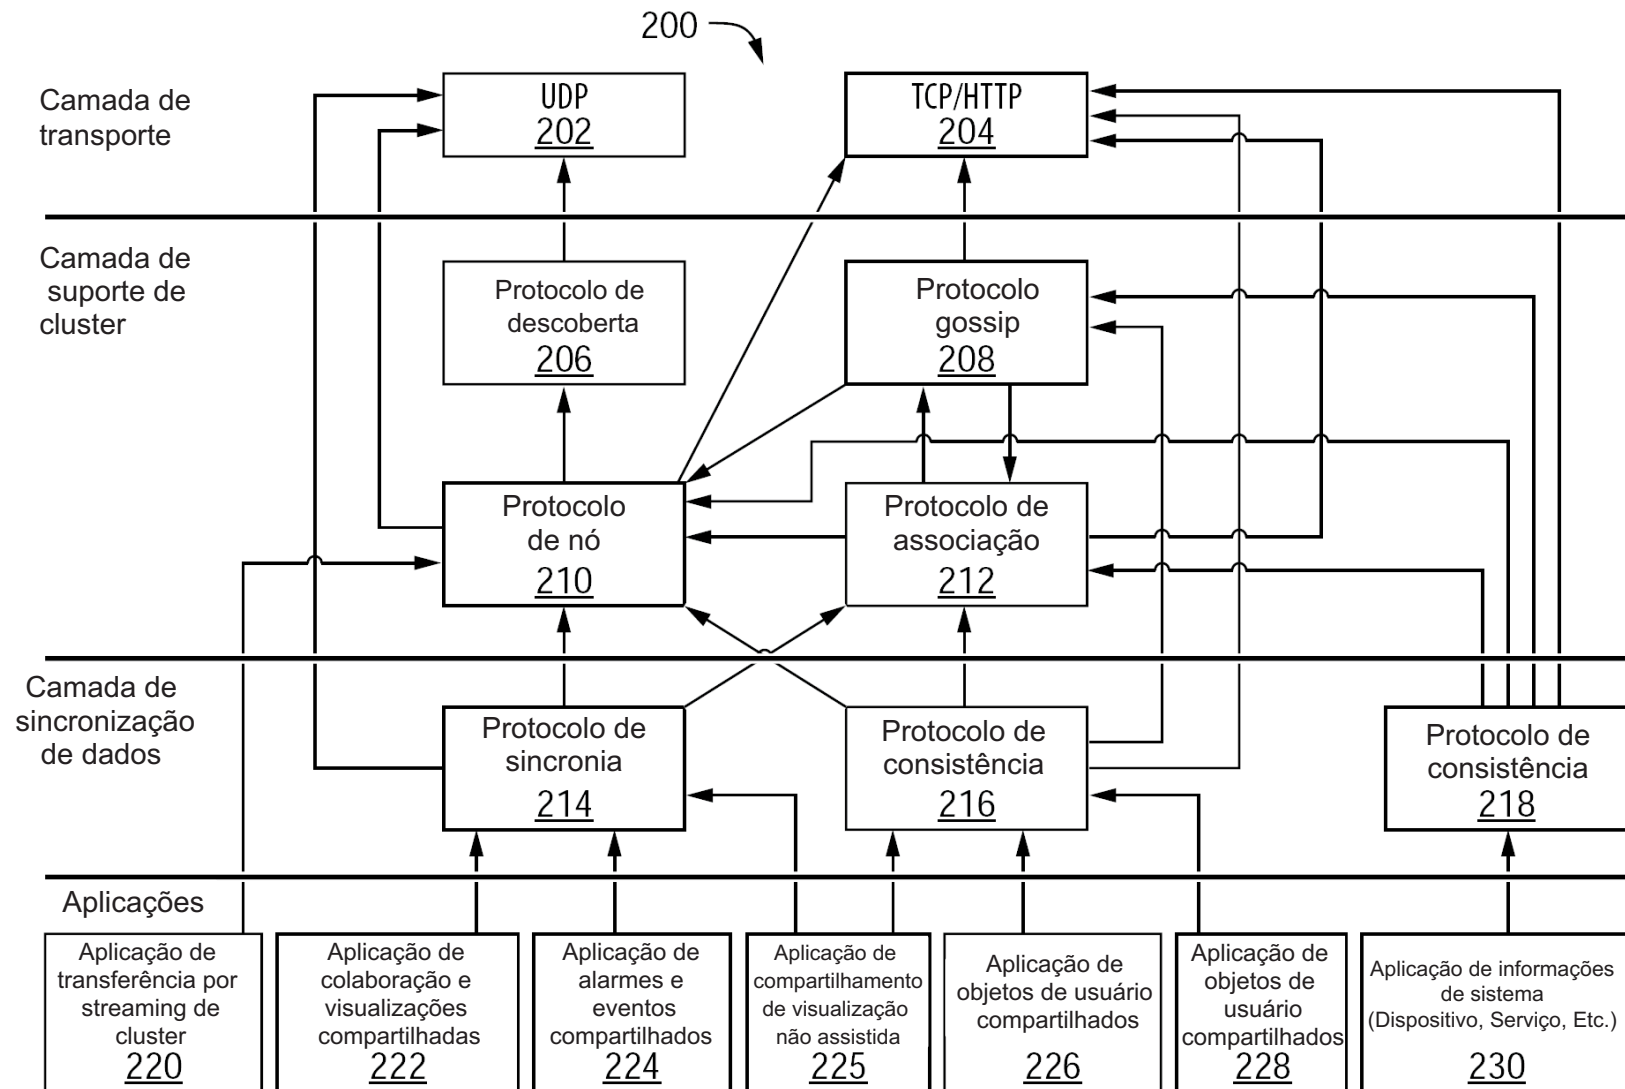 200
Camada de
transporte
UDP
202
TCP/HTTP
204
Camada de
suporte de
cluster
Protocolo de
descoberta
206
Protocolo
gossip
208
Protocolo
de nó
210
Protocolo de
associação
212
Camada de
sincronização
de dados
Protocolo de
sincronia
214
Protocolo de
consistência
216
Protocolo de
consistência
218
Aplicações
Aplicação de
transferência por
streaming de
cluster
220
Aplicação de
colaboração e
visualizações
compartilhadas
222
Aplicação de
alarmes e
eventos
compartilhados
224
Aplicação de
compartilhamento
de visualização
não assistida
225
Aplicação de
objetos de usuário
compartilhados
226
Aplicação de
objetos de
usuário
compartilhados
228
Aplicação de informações
de sistema
(Dispositivo, Serviço, Etc.)
230